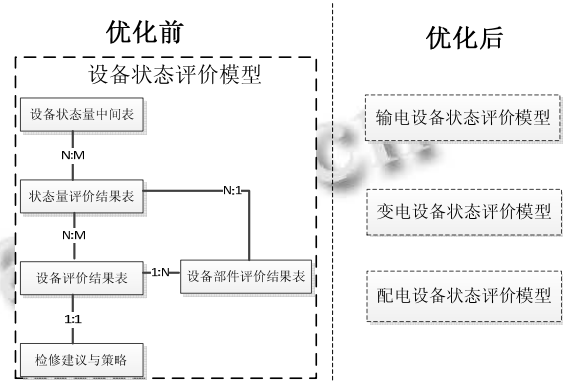 优化前
设备状态评价模型
设备状态量中间表
N:M
状态量评价结果表
N:1
N:M
设备评价结果表
1:N
设备部件评价结果表
1:1
检修建议与策略
优化后
输电设备状态评价模型
变电设备状态评价模型
配电设备状态评价模型